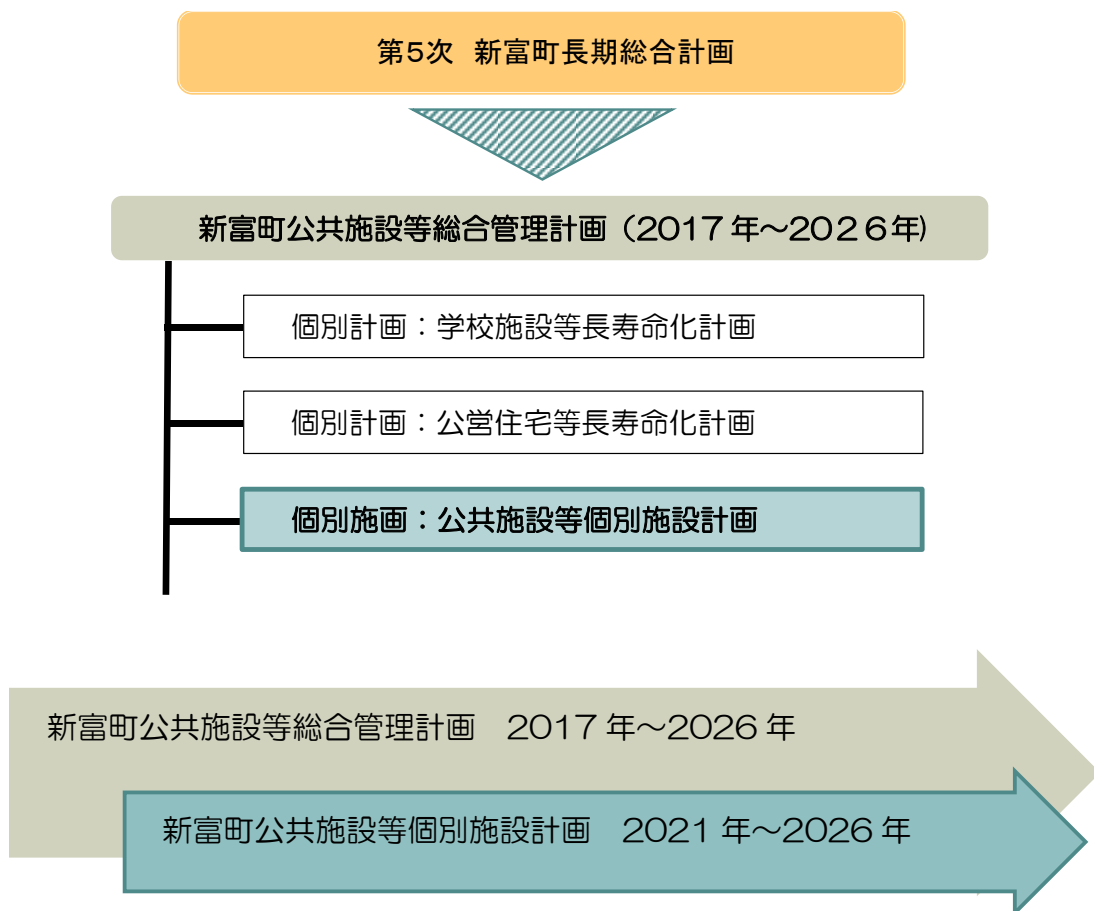 第5次 新富町長期総合計画
新富町公共施設等総合管理計画（2017年～2026年)
個別計画：学校施設等長寿命化計画
個別計画：公営住宅等長寿命化計画
個別施画：公共施設等個別施設計画
新富町公共施設等総合管理計画　2017年～2026年
新富町公共施設等個別施設計画　2021年～2026年